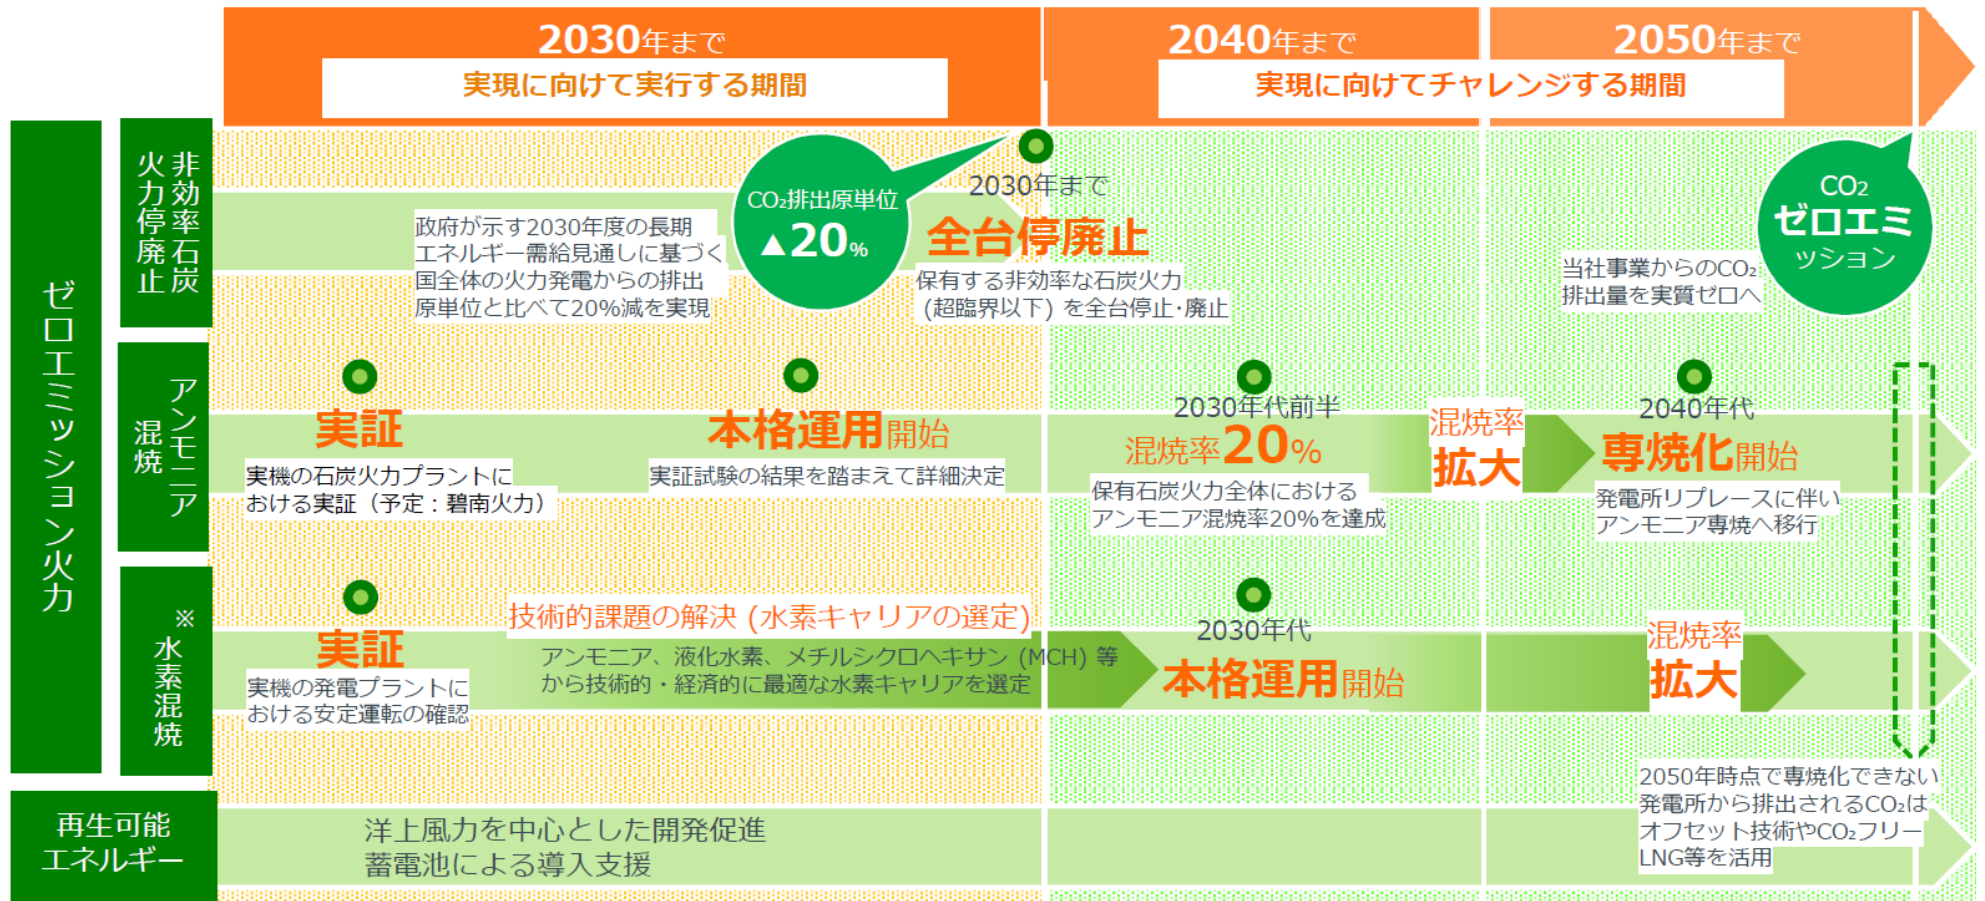 2030年まで
実現に向けて実行する期間
2040年まで
2050年まで
実現に向けてチャレンジする期間
ゼロエミッション火力
非効率石炭
火力停廃止
政府が示す2030年度の長期
エネルギー需給見通しに基づく
国全体の火力発電からの排出
原単位と比べて20%減を実現
CO₂排出原単位
▲20%
2030年まで
全台停廃止
保有する非効率な石炭火力
(超臨界以下) を全台停止・廃止
当社事業からのCO₂
排出量を実質ゼロへ
CO₂
ゼロエミ
ッション
アンモニア
混焼
実証
実機の石炭火力プラントに
おける実証（予定：碧南火力）
本格運用開始
実証試験の結果を踏まえて詳細決定
2030年代前半
混焼率20%
保有石炭火力全体における
アンモニア混焼率20%を達成
混焼率
拡大
2040年代
専焼化開始
発電所リプレースに伴い
アンモニア専焼へ移行
※
水素混焼
実証
実機の発電プラントに
おける安定運転の確認
技術的課題の解決 (水素キャリアの選定)
アンモニア、液化水素、メチルシクロヘキサン (MCH) 等
から技術的・経済的に最適な水素キャリアを選定
2030年代
本格運用開始
混焼率
拡大
再生可能
エネルギー
洋上風力を中心とした開発促進
蓄電池による導入支援
2050年時点で専焼化できない
発電所から排出されるCO₂は
オフセット技術やCO₂フリー
LNG等を活用